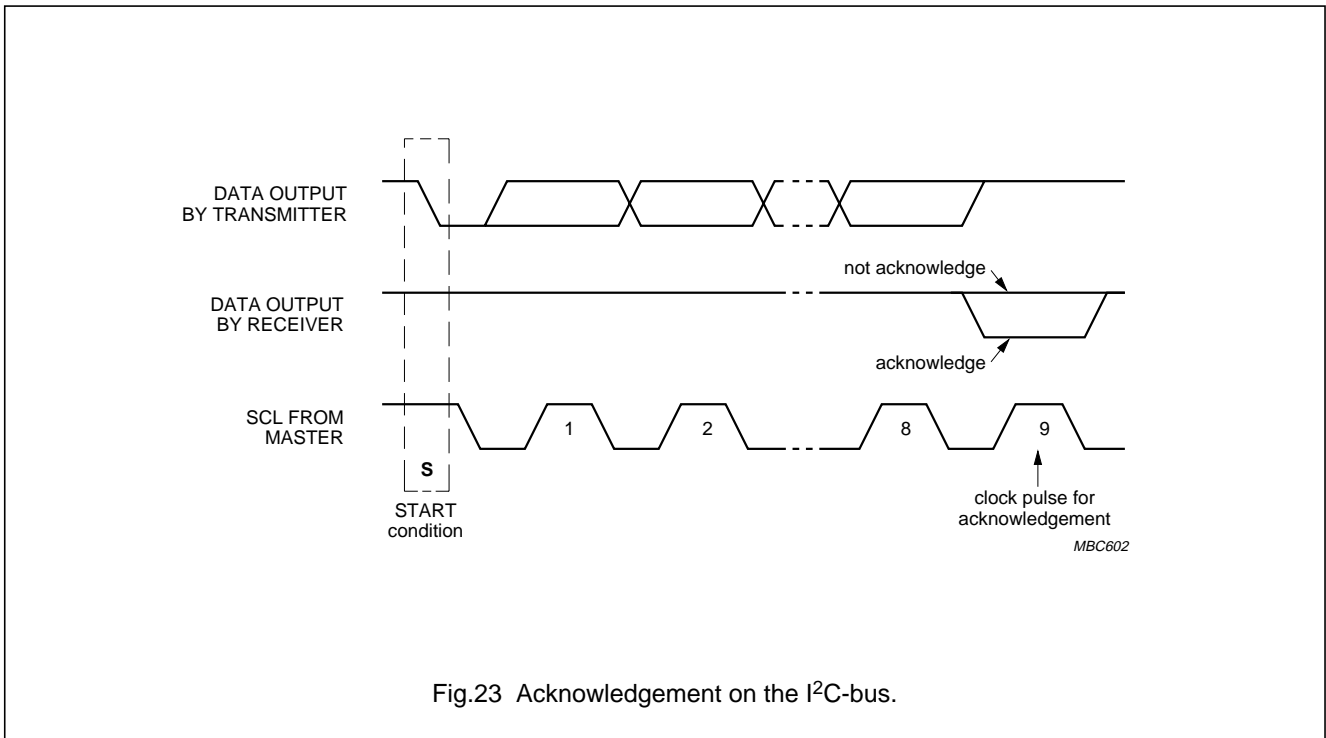 DATA OUTPUT
BY TRANSMITTER
not acknowledge
DATA OUTPUT
BY RECEIVER
acknowledge
SCL FROM
MASTER
1
2
8
9
S
START
condition
clock pulse for
acknowledgement
MBC602
Fig.23 Acknowledgement on the I²C-bus.